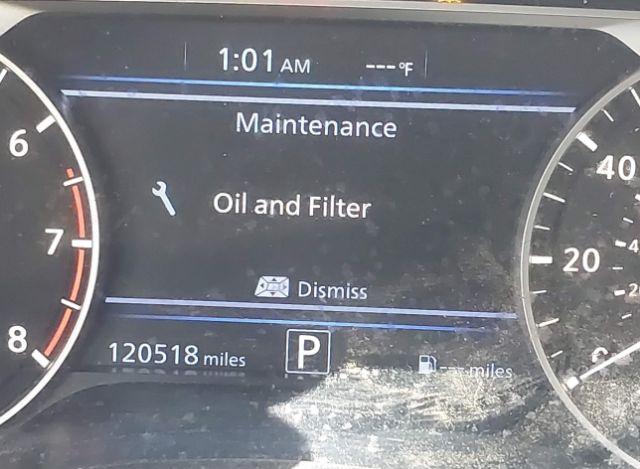 1:01 AM ---°F
Maintenance
Oil and Filter
Dismiss
120518 miles P --- miles
6
7
8
40
20